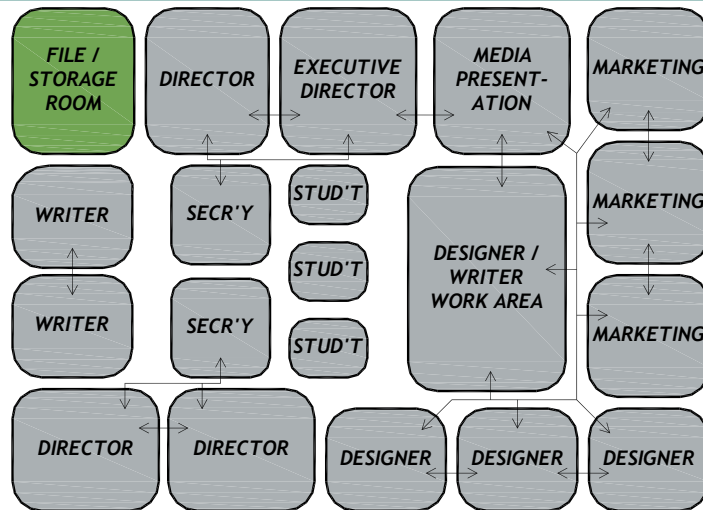 FILE /
STORAGE
ROOM
DIRECTOR
EXECUTIVE
DIRECTOR
MEDIA
PRESENT-
ATION
MARKETING
WRITER
SECR'Y
STUD'T
MARKETING
STUD'T
DESIGNER /
WRITER
WORK AREA
WRITER
SECR'Y
STUD'T
MARKETING
DIRECTOR
DIRECTOR
DESIGNER
DESIGNER
DESIGNER